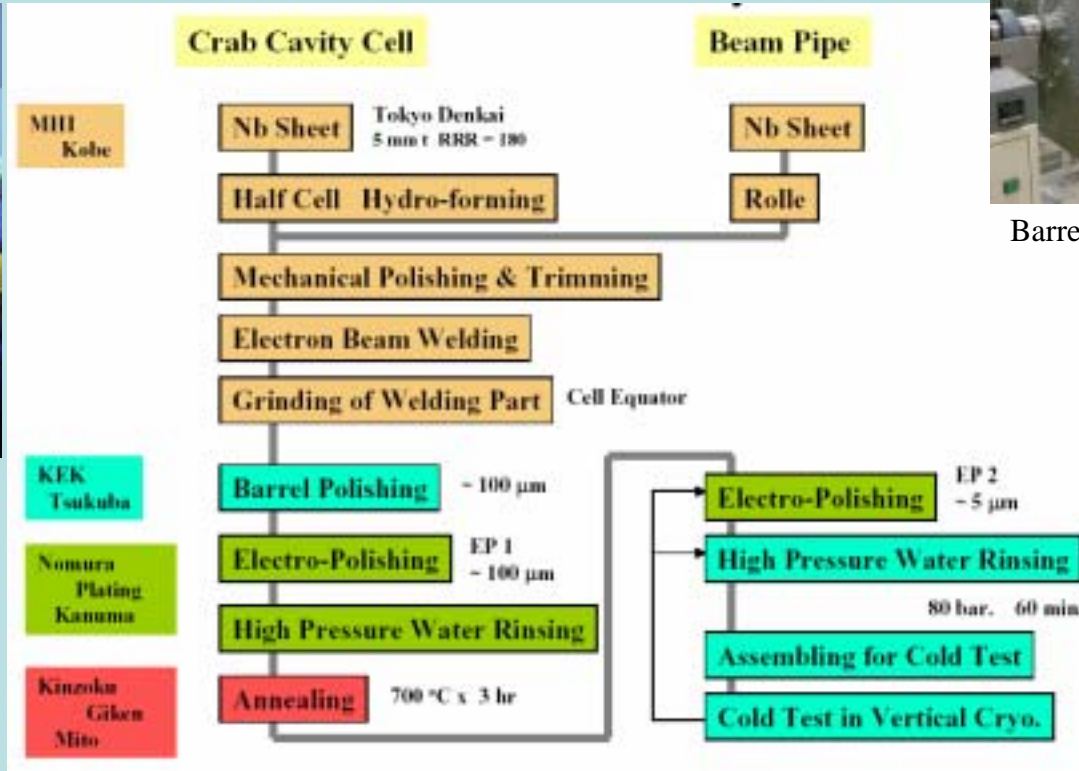 Crab Cavity Cell
Beam Pipe
MHI
Kobe
Nb Sheet
Tokyo Denkai
5 mm t RRR = 180
Nb Sheet
Half Cell Hydro-forming
Rolle
Barre
Mechanical Polishing & Trimming
Electron Beam Welding
Grinding of Welding Part
Cell Equator
KEK
Tsukuba
Barrel Polishing
~ 100 μm
Nomura
Plating
Kanuma
Electro-Polishing
EP 1
~ 100 μm
High Pressure Water Rinsing
Kinzoku
Giken
Mito
Annealing
700 °C x 3 hr
Electro-Polishing
EP 2
~ 5 μm
High Pressure Water Rinsing
80 bar. 60 min
Assembling for Cold Test
Cold Test in Vertical Cryo.